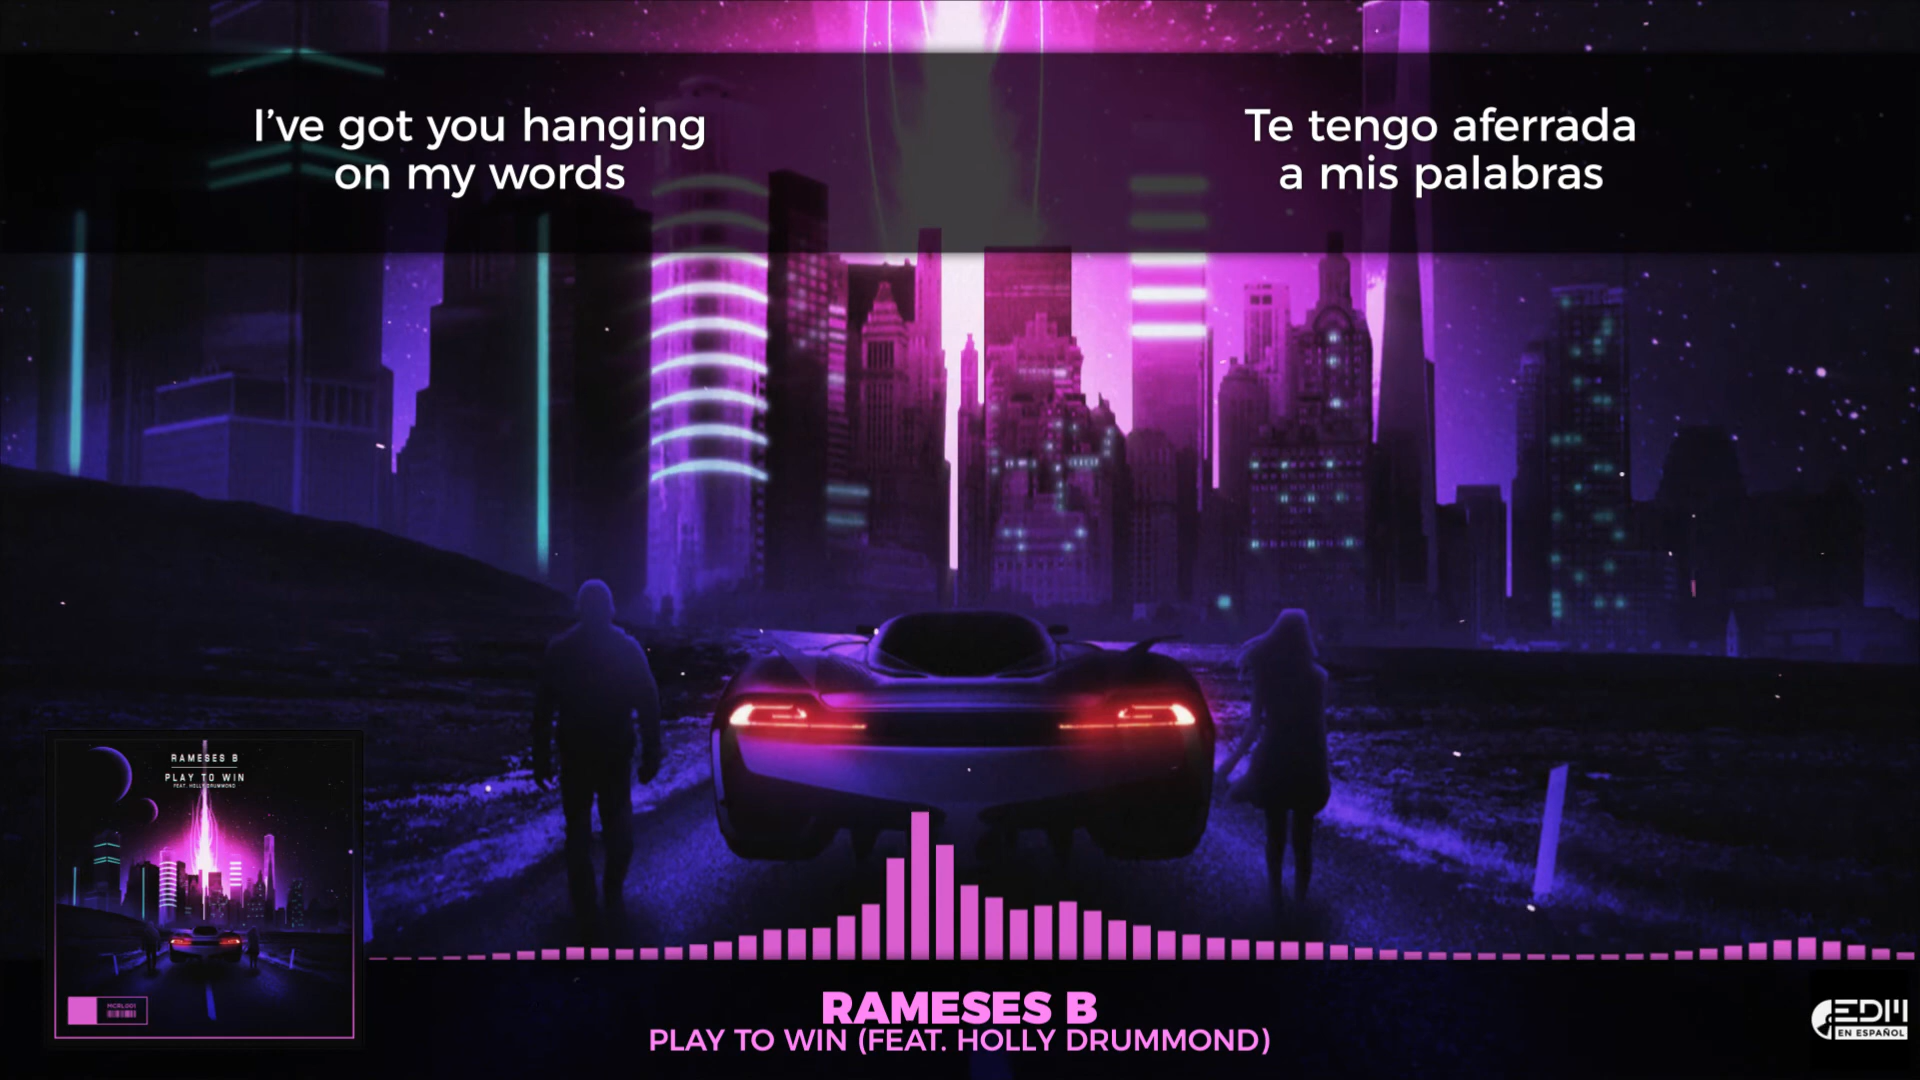 I've got you hanging
on my words
Te tengo aferrada
a mis palabras
RAMESES B
PLAY TO WIN
FEAT. HOLLY DRUMMOND
MCRL001
RAMESES B
PLAY TO WIN (FEAT. HOLLY DRUMMOND)
EDM
EN ESPAÑOL